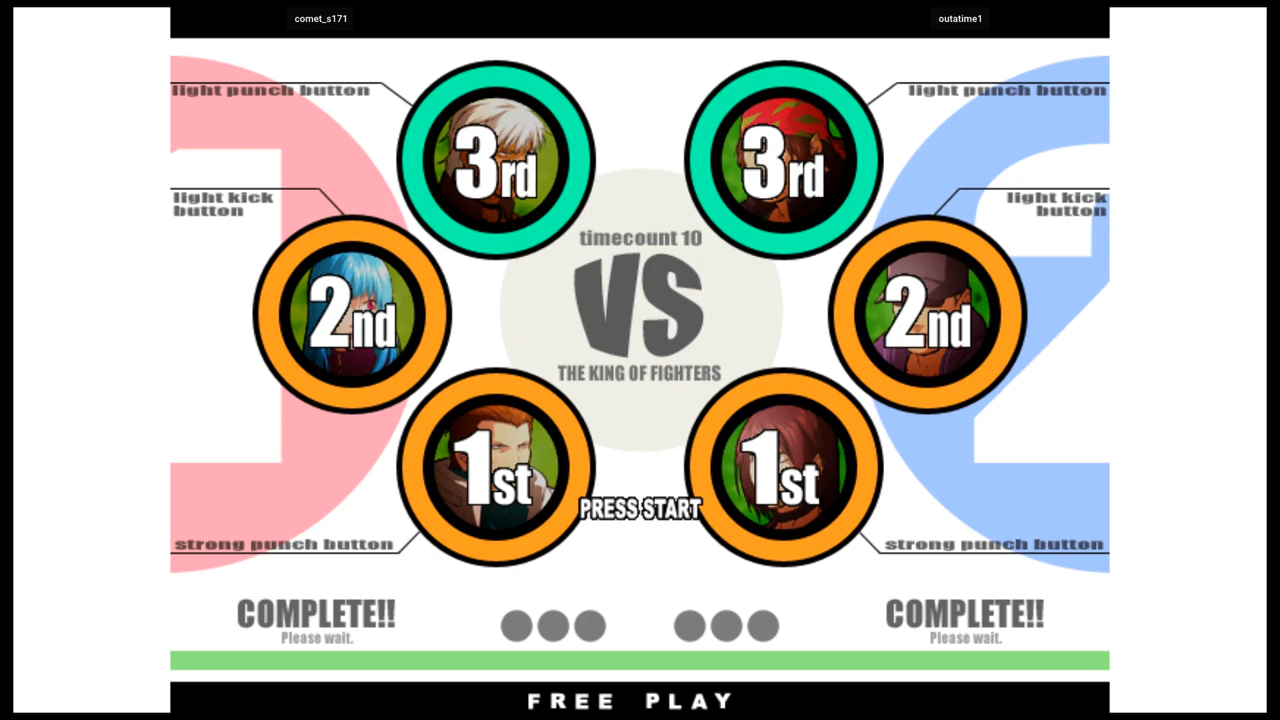 comet_s171
outatime1
light punch button
light punch button
3rd
3rd
light kick
button
light kick
button
timecount 10
VS
THE KING OF FIGHTERS
2nd
2nd
1st
1st
PRESS START
strong punch button
strong punch button
COMPLETE!!
Please wait.
COMPLETE!!
Please wait.
FREE PLAY